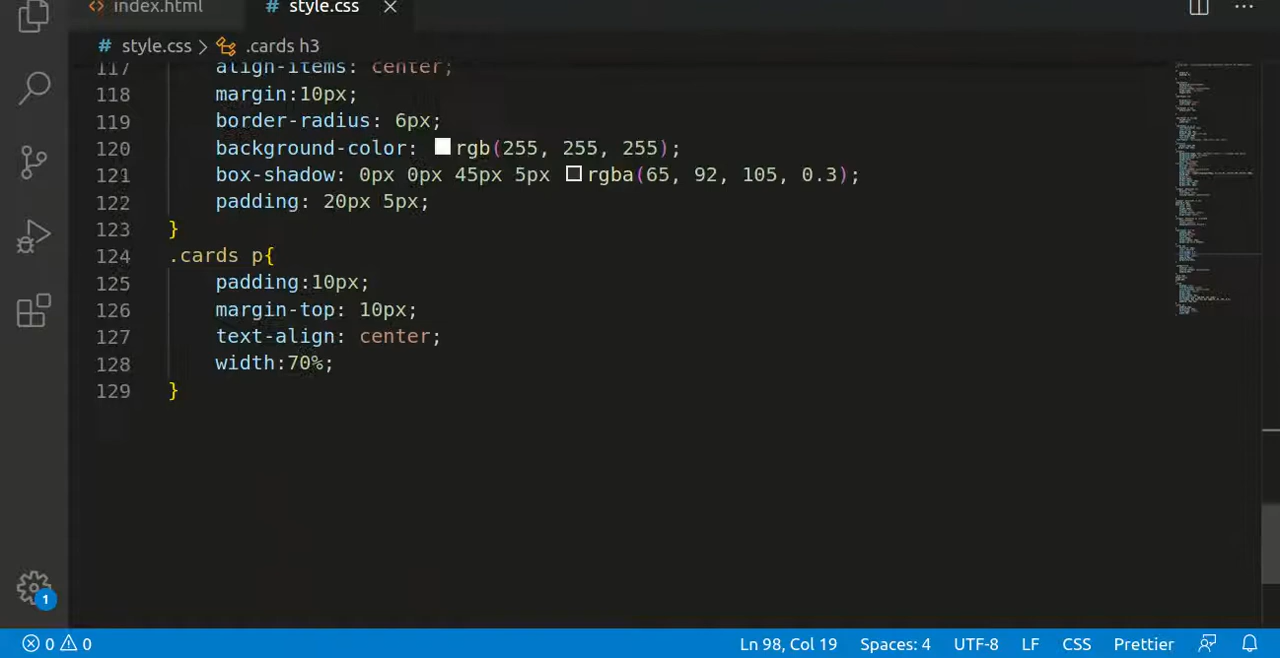 index.html
# style.css
# style.css > .cards h3
117 align-items: center;
118 margin:10px;
119 border-radius: 6px;
120 background-color: rgb(255, 255, 255);
121 box-shadow: 0px 0px 45px 5px rgba(65, 92, 105, 0.3);
122 padding: 20px 5px;
123 }
124 .cards p{
125 padding:10px;
126 margin-top: 10px;
127 text-align: center;
128 width:70%;
129 }
1
0 0 Ln 98, Col 19 Spaces: 4 UTF-8 LF CSS Prettier